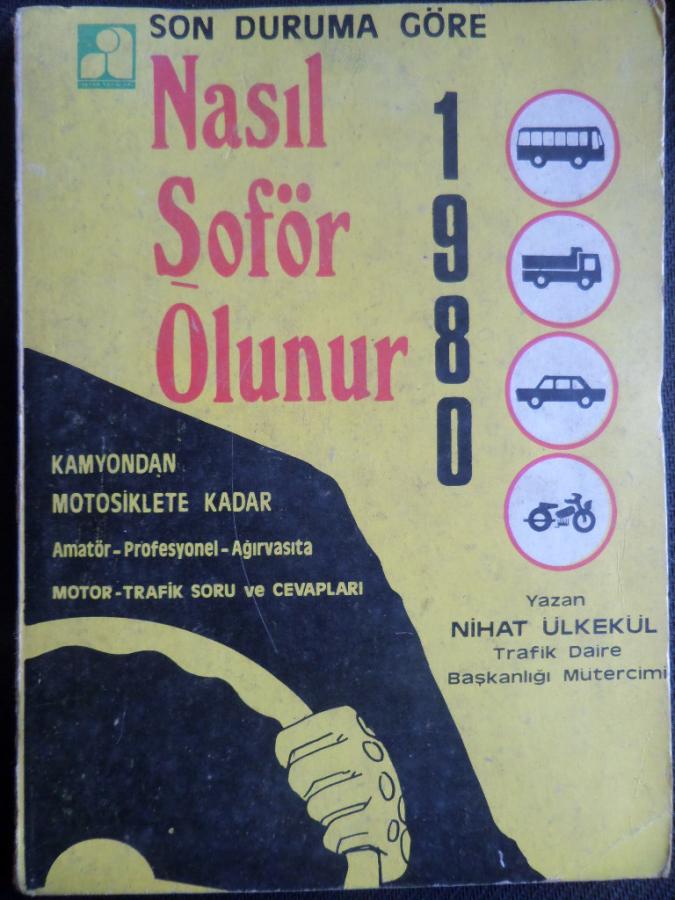 SON DURUMA GÖRE
Nasıl
Şoför
Olunur
1980
KAMYONDAN
MOTOSİKLETE KADAR
Amatör-Profesyonel-Ağırvasıta
MOTOR-TRAFİK SORU ve CEVAPLARI
Yazan
NİHAT ÜLKEKÜL
Trafik Daire
Başkanlığı Mütercimi